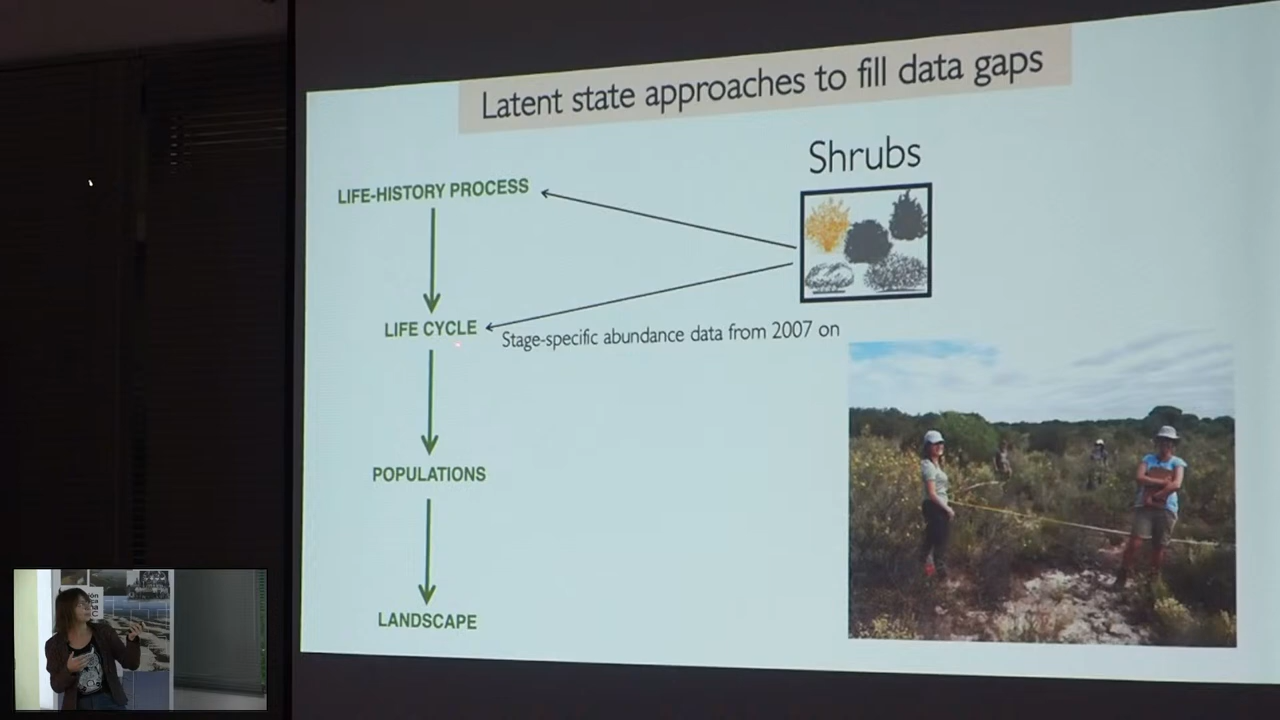 Latent state approaches to fill data gaps
Shrubs
LIFE-HISTORY PROCESS
LIFE CYCLE
Stage-specific abundance data from 2007 on
POPULATIONS
LANDSCAPE